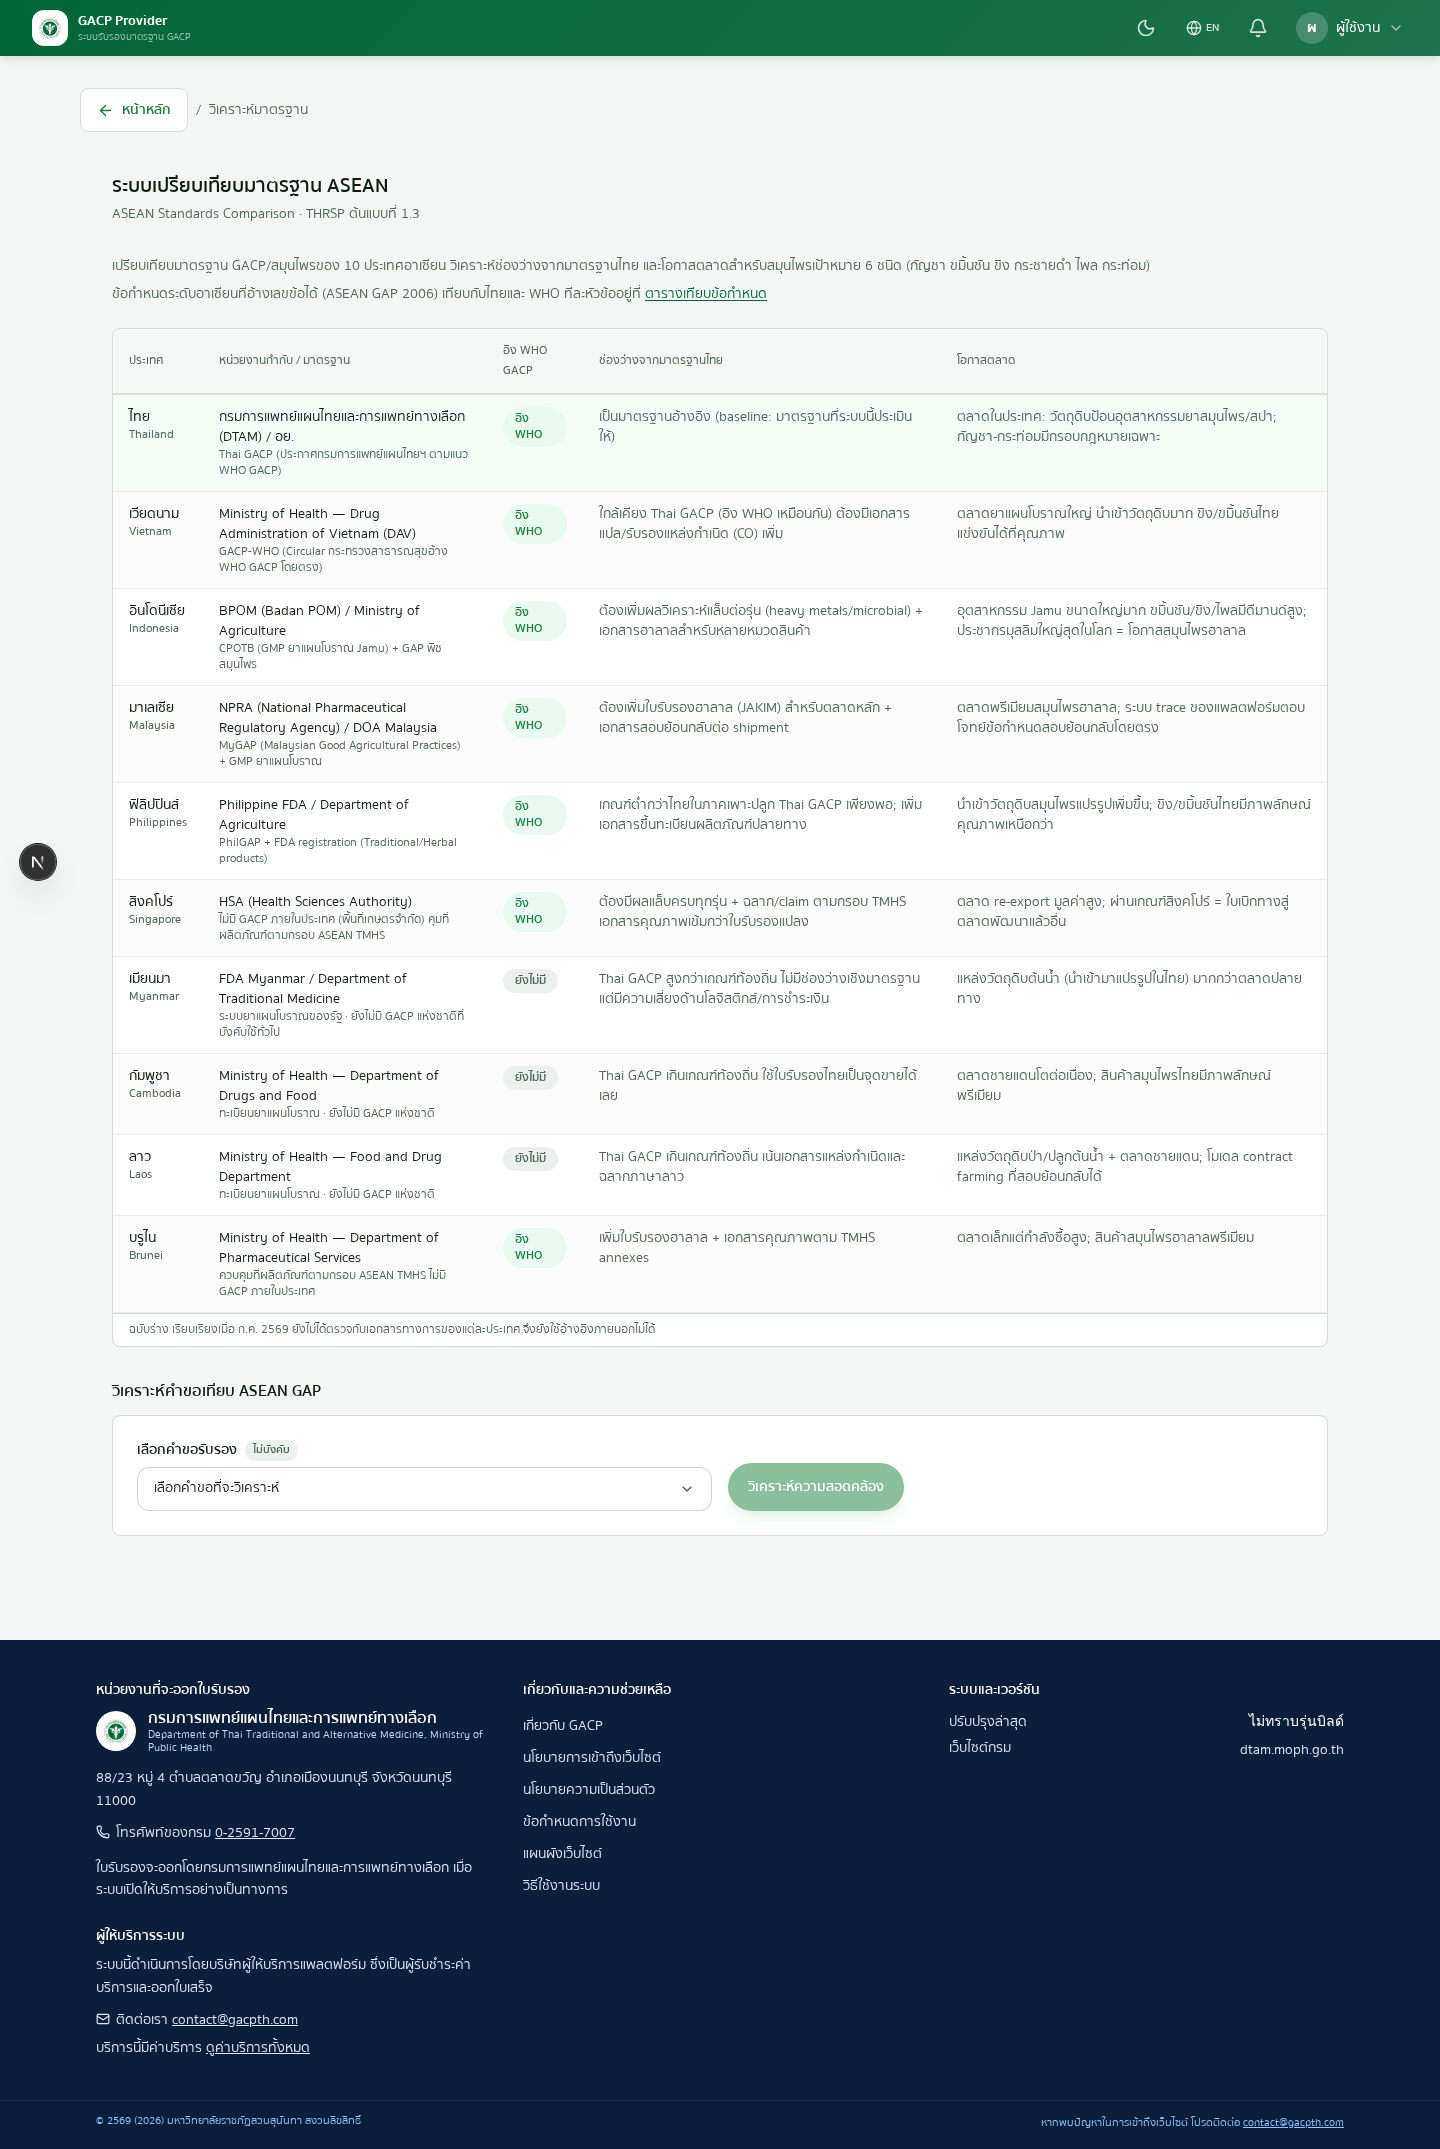 GACP Provider
ระบบรับรองมาตรฐาน GACP
EN
ผ
ผู้ใช้งาน
หน้าหลัก
/ วิเคราะห์มาตรฐาน
ระบบเปรียบเทียบมาตรฐาน ASEAN
ASEAN Standards Comparison · THRSP ต้นแบบที่ 1.3
เปรียบเทียบมาตรฐาน GACP/สมุนไพรของ 10 ประเทศอาเซียน วิเคราะห์ช่องว่างจากมาตรฐานไทย และโอกาสตลาดสำหรับสมุนไพรเป้าหมาย 6 ชนิด (กัญชา ขมิ้นชัน ขิง กระชายดำ ไพล กระท่อม)
ข้อกำหนดระดับอาเซียนที่อ้างเลขข้อได้ (ASEAN GAP 2006) เทียบกับไทยและ WHO ทีละหัวข้ออยู่ที่ ตารางเทียบข้อกำหนด
ประเทศ
หน่วยงานกำกับ / มาตรฐาน
อิง WHO
GACP
ช่องว่างจากมาตรฐานไทย
โอกาสตลาด
ไทย
Thailand
กรมการแพทย์แผนไทยและการแพทย์ทางเลือก
(DTAM) / อย.
Thai GACP (ประกาศกรมการแพทย์แผนไทยฯ ตามแนว
WHO GACP)
อิง
WHO
เป็นมาตรฐานอ้างอิง (baseline: มาตรฐานที่ระบบนี้ประเมิน
ให้)
ตลาดในประเทศ: วัตถุดิบป้อนอุตสาหกรรมยาสมุนไพร/สปา;
กัญชา-กระท่อมมีกรอบกฎหมายเฉพาะ
เวียดนาม
Vietnam
Ministry of Health — Drug
Administration of Vietnam (DAV)
GACP-WHO (Circular กระทรวงสาธารณสุขอ้าง
WHO GACP โดยตรง)
อิง
WHO
ใกล้เคียง Thai GACP (อิง WHO เหมือนกัน) ต้องมีเอกสาร
แปล/รับรองแหล่งกำเนิด (CO) เพิ่ม
ตลาดยาแผนโบราณใหญ่ นำเข้าวัตถุดิบมาก ขิง/ขมิ้นชันไทย
แข่งขันได้ที่คุณภาพ
อินโดนีเซีย
Indonesia
BPOM (Badan POM) / Ministry of
Agriculture
CPOTB (GMP ยาแผนโบราณ Jamu) + GAP พืช
สมุนไพร
อิง
WHO
ต้องเพิ่มผลวิเคราะห์แล็บต่อรุ่น (heavy metals/microbial) +
เอกสารฮาลาลสำหรับหลายหมวดสินค้า
อุตสาหกรรม Jamu ขนาดใหญ่มาก ขมิ้นชัน/ขิง/ไพลมีดีมานด์สูง;
ประชากรมุสลิมใหญ่สุดในโลก = โอกาสสมุนไพรฮาลาล
มาเลเซีย
Malaysia
NPRA (National Pharmaceutical
Regulatory Agency) / DOA Malaysia
MyGAP (Malaysian Good Agricultural Practices)
+ GMP ยาแผนโบราณ
อิง
WHO
ต้องเพิ่มใบรับรองฮาลาล (JAKIM) สำหรับตลาดหลัก +
เอกสารสอบย้อนกลับต่อ shipment
ตลาดพรีเมียมสมุนไพรฮาลาล; ระบบ trace ของแพลตฟอร์มตอบ
โจทย์ข้อกำหนดสอบย้อนกลับโดยตรง
ฟิลิปปินส์
Philippines
Philippine FDA / Department of
Agriculture
PhilGAP + FDA registration (Traditional/Herbal
products)
อิง
WHO
เกณฑ์ต่ำกว่าไทยในภาคเพาะปลูก Thai GACP เพียงพอ; เพิ่ม
เอกสารขึ้นทะเบียนผลิตภัณฑ์ปลายทาง
นำเข้าวัตถุดิบสมุนไพรแปรรูปเพิ่มขึ้น; ขิง/ขมิ้นชันไทยมีภาพลักษณ์
คุณภาพเหนือกว่า
สิงคโปร์
Singapore
HSA (Health Sciences Authority)
ไม่มี GACP ภายในประเทศ (พื้นที่เกษตรจำกัด) คุมที่
ผลิตภัณฑ์ตามกรอบ ASEAN TMHS
อิง
WHO
ต้องมีผลแล็บครบทุกรุ่น + ฉลาก/claim ตามกรอบ TMHS
เอกสารคุณภาพเข้มกว่าใบรับรองแปลง
ตลาด re-export มูลค่าสูง; ผ่านเกณฑ์สิงคโปร์ = ใบเบิกทางสู่
ตลาดพัฒนาแล้วอื่น
เมียนมา
Myanmar
FDA Myanmar / Department of
Traditional Medicine
ระบบยาแผนโบราณของรัฐ · ยังไม่มี GACP แห่งชาติที่
บังคับใช้ทั่วไป
ยังไม่มี
Thai GACP สูงกว่าเกณฑ์ท้องถิ่น ไม่มีช่องว่างเชิงมาตรฐาน
แต่มีความเสี่ยงด้านโลจิสติกส์/การชำระเงิน
แหล่งวัตถุดิบต้นน้ำ (นำเข้ามาแปรรูปในไทย) มากกว่าตลาดปลาย
ทาง
กัมพูชา
Cambodia
Ministry of Health — Department of
Drugs and Food
ทะเบียนยาแผนโบราณ · ยังไม่มี GACP แห่งชาติ
ยังไม่มี
Thai GACP เกินเกณฑ์ท้องถิ่น ใช้ใบรับรองไทยเป็นจุดขายได้
เลย
ตลาดชายแดนโตต่อเนื่อง; สินค้าสมุนไพรไทยมีภาพลักษณ์
พรีเมียม
ลาว
Laos
Ministry of Health — Food and Drug
Department
ทะเบียนยาแผนโบราณ · ยังไม่มี GACP แห่งชาติ
ยังไม่มี
Thai GACP เกินเกณฑ์ท้องถิ่น เน้นเอกสารแหล่งกำเนิดและ
ฉลากภาษาลาว
แหล่งวัตถุดิบป่า/ปลูกต้นน้ำ + ตลาดชายแดน; โมเดล contract
farming ที่สอบย้อนกลับได้
บรูไน
Brunei
Ministry of Health — Department of
Pharmaceutical Services
ควบคุมที่ผลิตภัณฑ์ตามกรอบ ASEAN TMHS ไม่มี
GACP ภายในประเทศ
อิง
WHO
เพิ่มใบรับรองฮาลาล + เอกสารคุณภาพตาม TMHS
annexes
ตลาดเล็กแต่กำลังซื้อสูง; สินค้าสมุนไพรฮาลาลพรีเมียม
ฉบับร่าง เรียบเรียงเมื่อ ก.ค. 2569 ยังไม่ได้ตรวจกับเอกสารทางการของแต่ละประเทศ จึงยังใช้อ้างอิงภายนอกไม่ได้
วิเคราะห์คำขอเทียบ ASEAN GAP
เลือกคำขอรับรอง ไม่บังคับ
เลือกคำขอที่จะวิเคราะห์
วิเคราะห์ความสอดคล้อง
หน่วยงานที่จะออกใบรับรอง
กรมการแพทย์แผนไทยและการแพทย์ทางเลือก
Department of Thai Traditional and Alternative Medicine, Ministry of
Public Health
88/23 หมู่ 4 ตำบลตลาดขวัญ อำเภอเมืองนนทบุรี จังหวัดนนทบุรี
11000
โทรศัพท์ของกรม 0-2591-7007
ใบรับรองจะออกโดยกรมการแพทย์แผนไทยและการแพทย์ทางเลือก เมื่อ
ระบบเปิดให้บริการอย่างเป็นทางการ
ผู้ให้บริการระบบ
ระบบนี้ดำเนินการโดยบริษัทผู้ให้บริการแพลตฟอร์ม ซึ่งเป็นผู้รับชำระค่า
บริการและออกใบเสร็จ
ติดต่อเรา contact@gacpth.com
บริการนี้มีค่าบริการ ดูค่าบริการทั้งหมด
เกี่ยวกับและความช่วยเหลือ
เกี่ยวกับ GACP
นโยบายการเข้าถึงเว็บไซต์
นโยบายความเป็นส่วนตัว
ข้อกำหนดการใช้งาน
แผนผังเว็บไซต์
วิธีใช้งานระบบ
ระบบและเวอร์ชัน
ปรับปรุงล่าสุด
ไม่ทราบรุ่นบิลด์
เว็บไซต์กรม
dtam.moph.go.th
© 2569 (2026) มหาวิทยาลัยราชภัฏสวนสุนันทา สงวนลิขสิทธิ์
หากพบปัญหาในการเข้าถึงเว็บไซต์ โปรดติดต่อ contact@gacpth.com